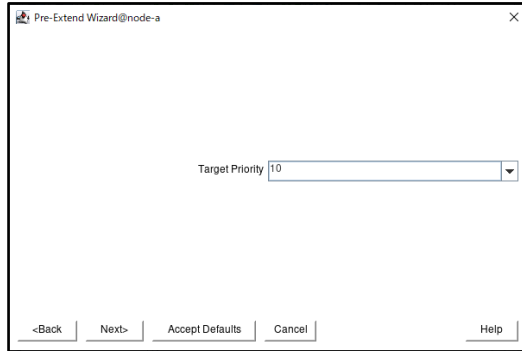 Pre-Extend Wizard@node-a
Target Priority 10
<Back Next> Accept Defaults Cancel Help